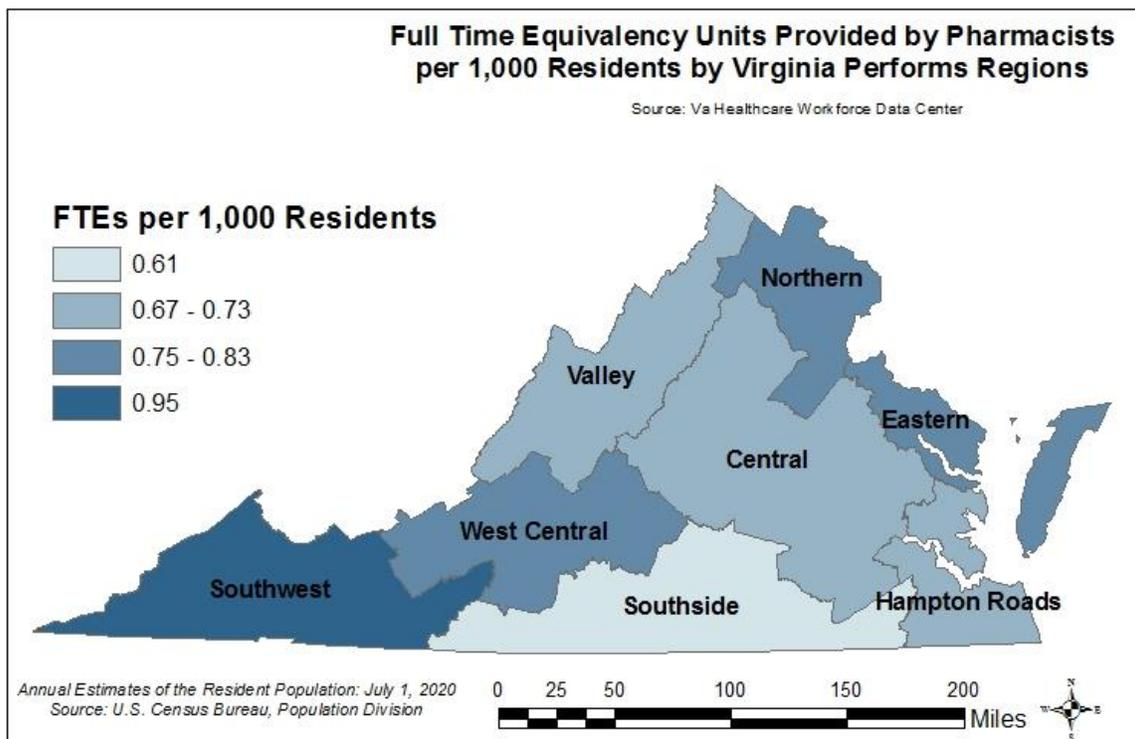 Full Time Equivalency Units Provided by Pharmacists
per 1,000 Residents by Virginia Performs Regions
Source: Va Healthcare Workforce Data Center
FTEs per 1,000 Residents
0.61
0.67 - 0.73
0.75 - 0.83
0.95
Northern
Valley
Eastern
Central
West Central
Southwest
Southside
Hampton Roads
Annual Estimates of the Resident Population: July 1, 2020
Source: U.S. Census Bureau, Population Division
0 25 50 100 150 200
Miles
N
W E
S